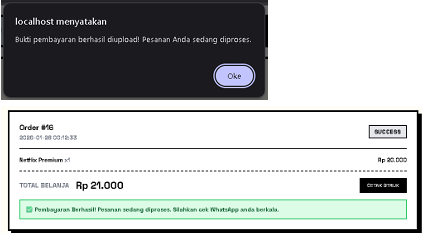 localhost menyatakan
Bukti pembayaran berhasil diupload! Pesanan Anda sedang diproses.
Oke
Order #16
SUCCESS
2026-01-26 00:12:33
Netflix Premium x1
Rp 20.000
TOTAL BELANJA Rp 21.000
CETAK STRUK
✅ Pembayaran Berhasil! Pesanan sedang diproses. Silahkan cek WhatsApp anda berkala.